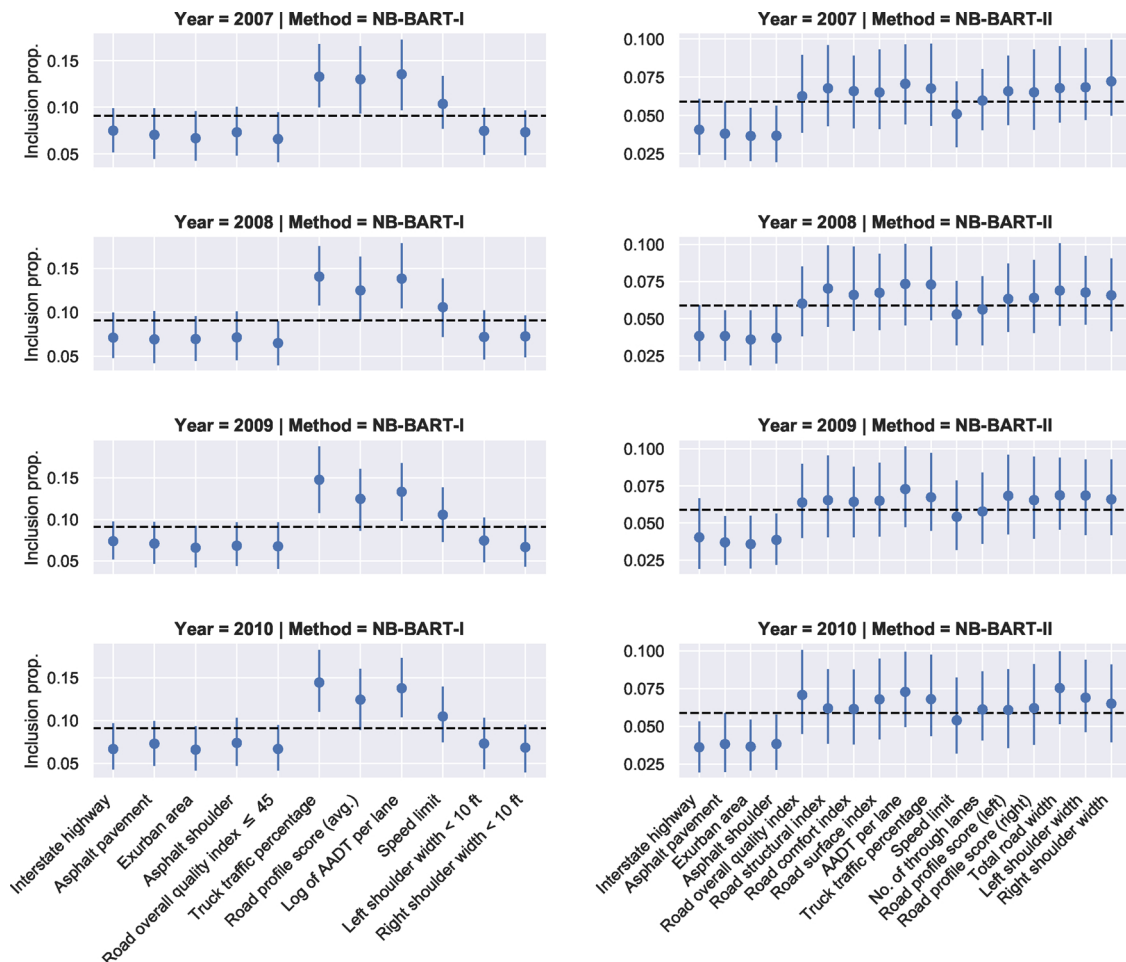 Year = 2007 | Method = NB-BART-I
Year = 2007 | Method = NB-BART-II
Inclusion prop.
0.15
0.10
0.05
0.100
0.075
0.050
0.025
Year = 2008 | Method = NB-BART-I
Year = 2008 | Method = NB-BART-II
Inclusion prop.
0.15
0.10
0.05
0.100
0.075
0.050
0.025
Year = 2009 | Method = NB-BART-I
Year = 2009 | Method = NB-BART-II
Inclusion prop.
0.15
0.10
0.05
0.100
0.075
0.050
0.025
Year = 2010 | Method = NB-BART-I
Year = 2010 | Method = NB-BART-II
Inclusion prop.
0.15
0.10
0.05
0.100
0.075
0.050
0.025
Interstate highway
Asphalt pavement
Exurban area
Asphalt shoulder
Road overall quality index ≤ 45
Truck traffic percentage
Road profile score (avg.)
Log of AADT per lane
Speed limit
Left shoulder width < 10 ft
Right shoulder width < 10 ft
Interstate highway
Asphalt pavement
Exurban area
Asphalt shoulder
Road overall quality index
Road structural index
Road comfort index
Road surface index
AADT per lane
Truck traffic percentage
Speed limit
No. of through lanes
Road profile score (left)
Road profile score (right)
Total road width
Left shoulder width
Right shoulder width